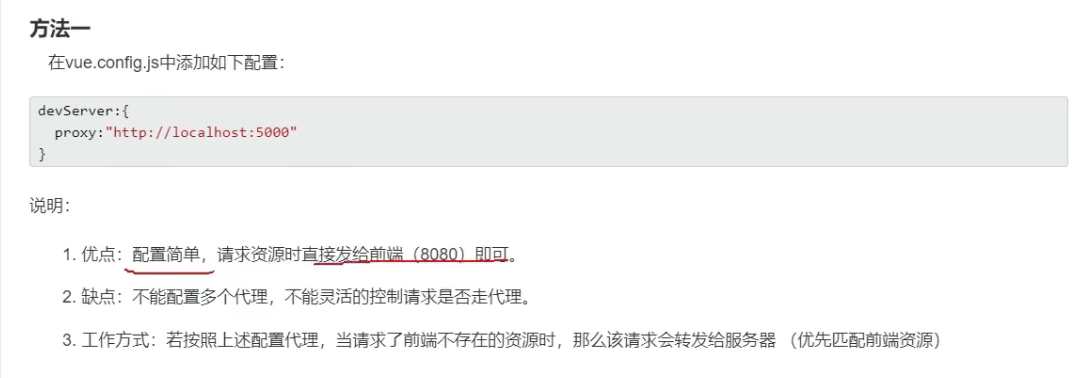 方法一
在vue.config.js中添加如下配置：
devServer:{
  proxy:"http://localhost:5000"
}
说明：
1. 优点：配置简单，请求资源时直接发给前端（8080）即可。
2. 缺点：不能配置多个代理，不能灵活的控制请求是否走代理。
3. 工作方式：若按照上述配置代理，当请求了前端不存在的资源时，那么该请求会转发给服务器 （优先匹配前端资源）